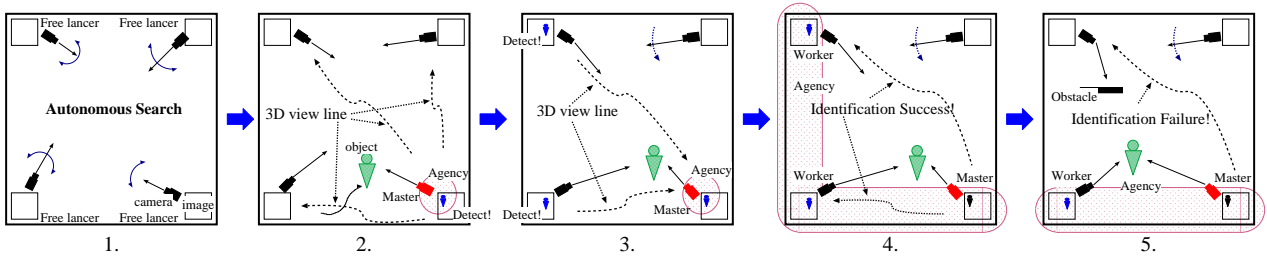 Free lancer
Free lancer
Autonomous Search
camera
image
Free lancer
Free lancer
1.
3D view line
object
Agency
Master
Detect!
2.
Detect!
3D view line
Agency
Master
Detect!
3.
Worker
Agency
Identification Success!
Worker
Master
4.
Obstacle
Identification Failure!
Worker
Agency
Master
5.